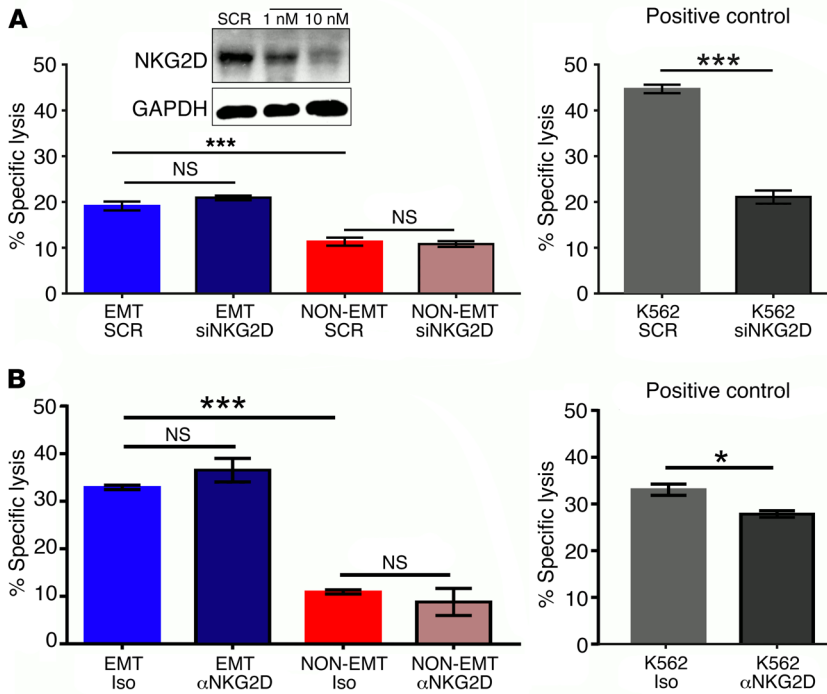 A
SCR 1 nM 10 nM
NKG2D
GAPDH
% Specific lysis
50
40
30
20
10
0
***
NS
NS
EMT
SCR
EMT
siNKG2D
NON-EMT
SCR
NON-EMT
siNKG2D
Positive control
% Specific lysis
50
40
30
20
10
0
***
K562
SCR
K562
siNKG2D
B
% Specific lysis
50
40
30
20
10
0
***
NS
NS
EMT
Iso
EMT
αNKG2D
NON-EMT
Iso
NON-EMT
αNKG2D
Positive control
% Specific lysis
50
40
30
20
10
0
*
K562
Iso
K562
αNKG2D